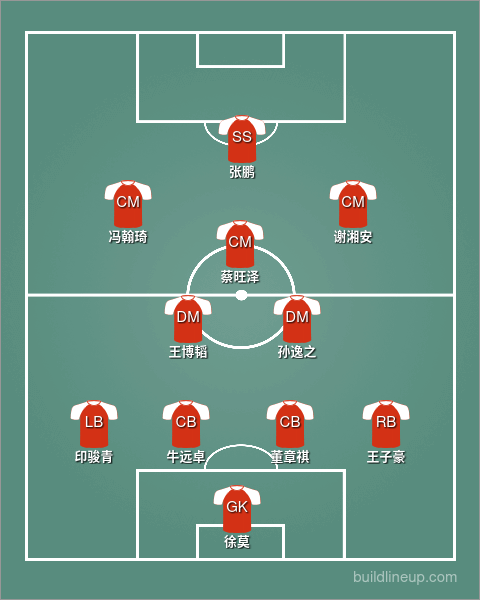 SS
张鹏
CM
冯翰琦
CM
谢湘安
CM
蔡旺泽
DM
王博韬
DM
孙逸之
LB
印骏青
CB
牛远卓
CB
董章祺
RB
王子豪
GK
徐莫
buildlineup.com